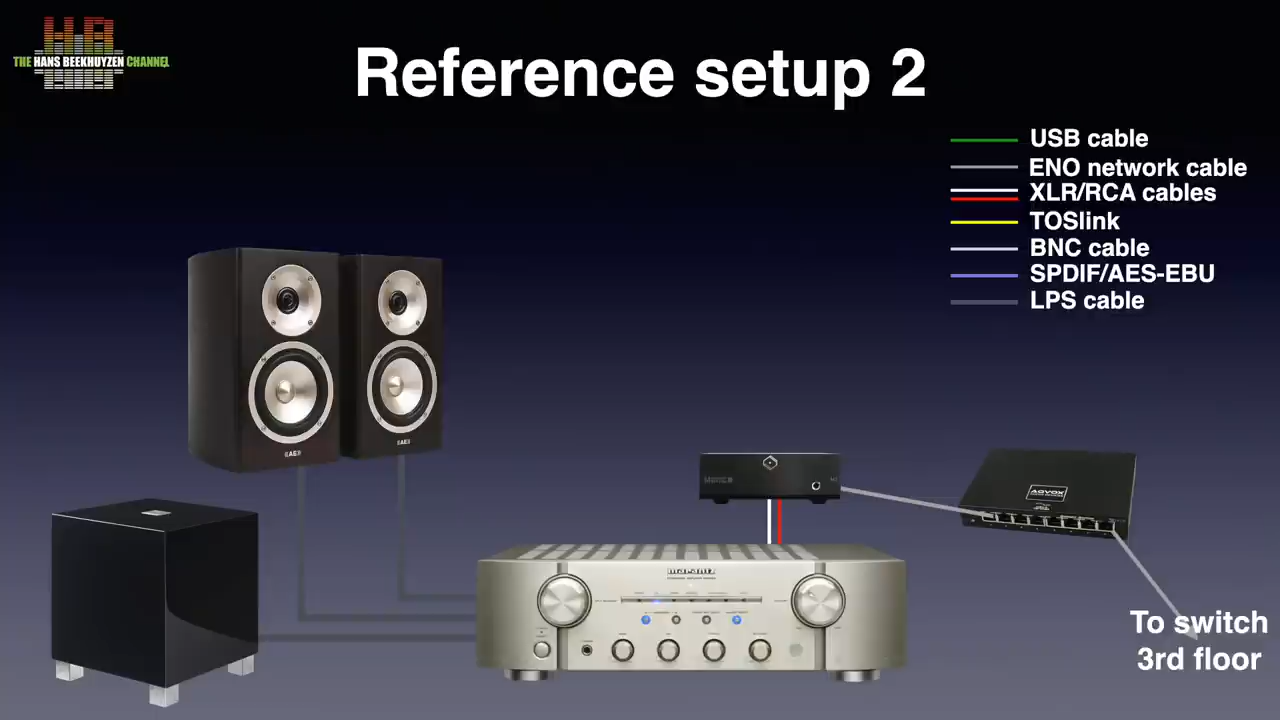 THE HANS BEEKHUYZEN CHANNEL
Reference setup 2
USB cable
ENO network cable
XLR/RCA cables
TOSlink
BNC cable
SPDIF/AES-EBU
LPS cable
marantz
To switch
3rd floor